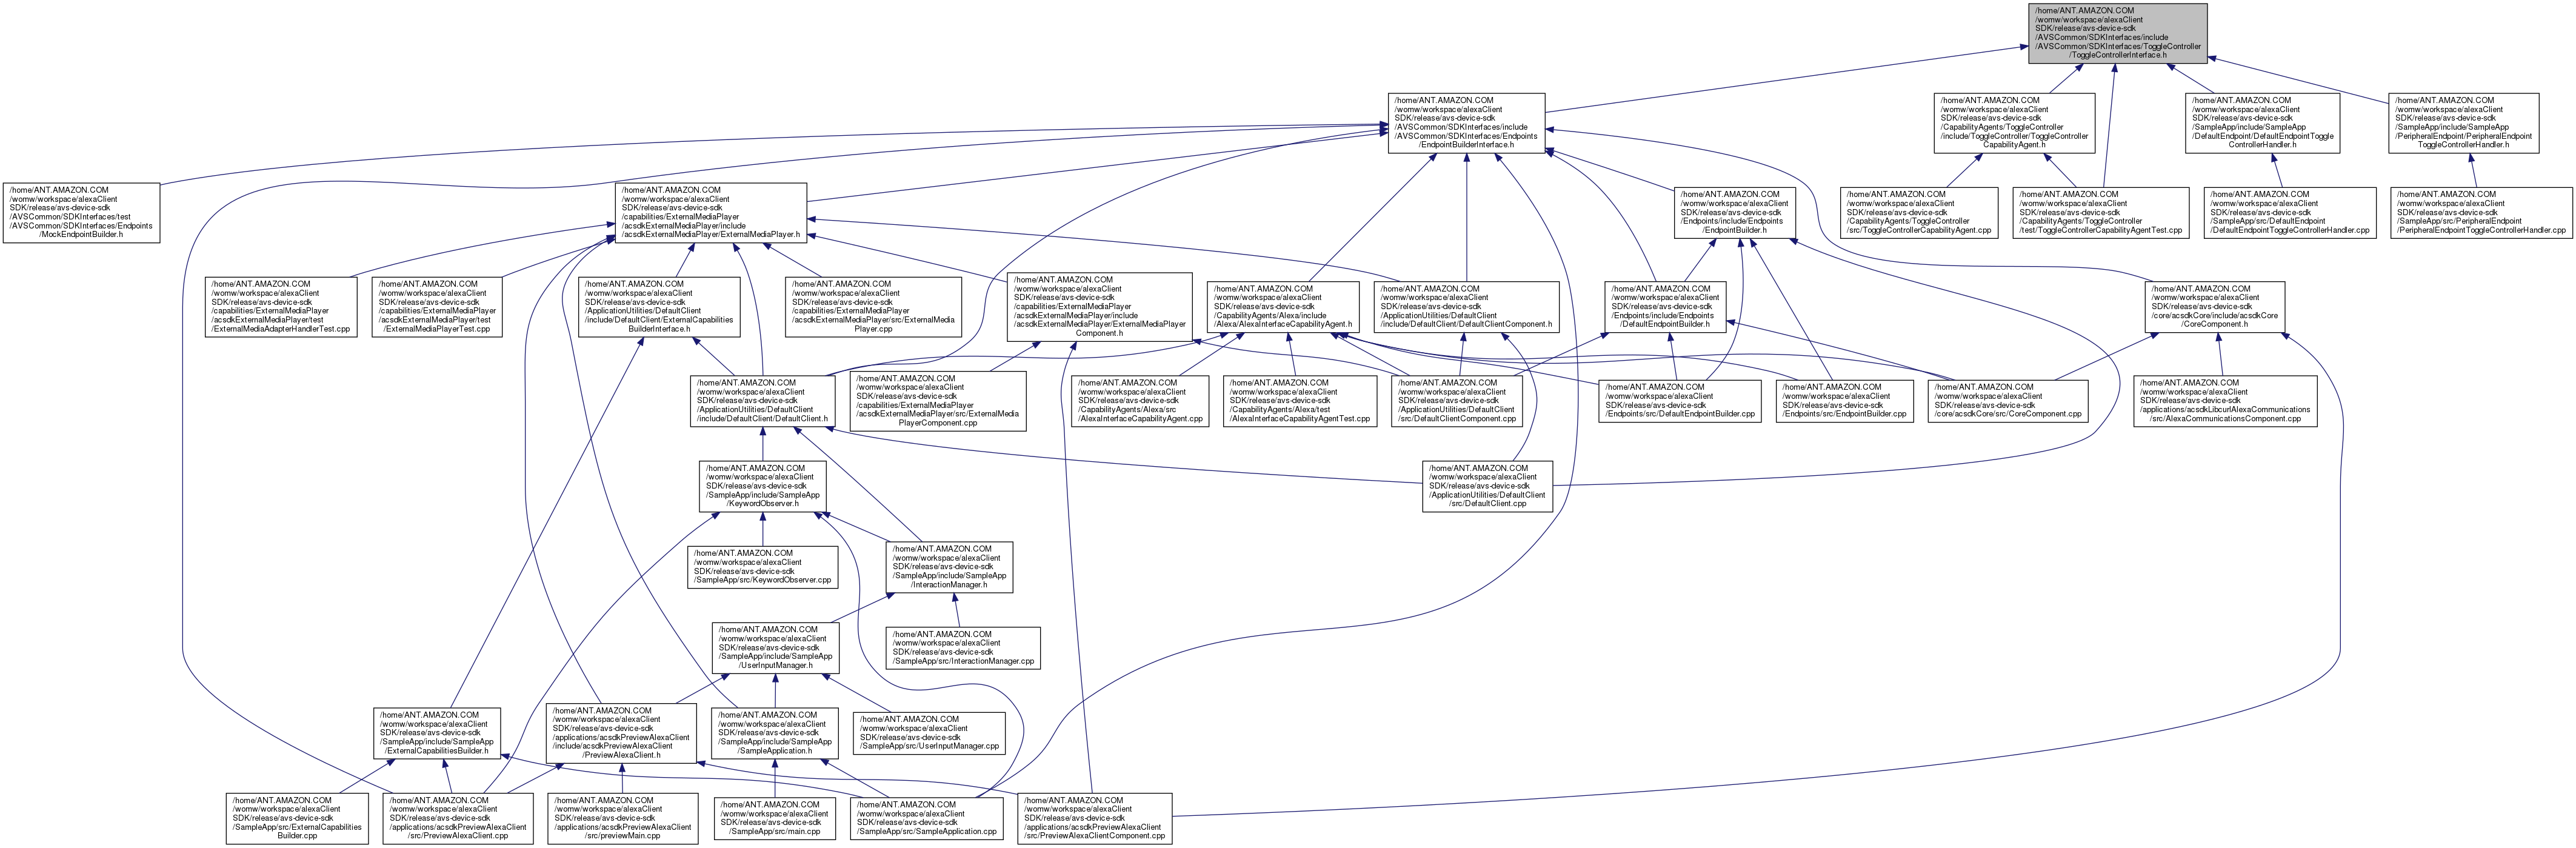 /home/ANT.AMAZON.COM
/womw/workspace/alexaClient
SDK/release/avs-device-sdk
/AVSCommon/SDKInterfaces/include
/AVSCommon/SDKInterfaces/ToggleController
/ToggleControllerInterface.h
/home/ANT.AMAZON.COM
/womw/workspace/alexaClient
SDK/release/avs-device-sdk
/AVSCommon/SDKInterfaces/include
/AVSCommon/SDKInterfaces/Endpoints
/EndpointBuilderInterface.h
/home/ANT.AMAZON.COM
/womw/workspace/alexaClient
SDK/release/avs-device-sdk
/CapabilityAgents/ToggleController
/include/ToggleController/ToggleController
CapabilityAgent.h
/home/ANT.AMAZON.COM
/womw/workspace/alexaClient
SDK/release/avs-device-sdk
/SampleApp/include/SampleApp
/DefaultEndpoint/DefaultEndpointToggle
ControllerHandler.h
/home/ANT.AMAZON.COM
/womw/workspace/alexaClient
SDK/release/avs-device-sdk
/SampleApp/include/SampleApp
/PeripheralEndpoint/PeripheralEndpoint
ToggleControllerHandler.h
/home/ANT.AMAZON.COM
/womw/workspace/alexaClient
SDK/release/avs-device-sdk
/AVSCommon/SDKInterfaces/test
/AVSCommon/SDKInterfaces/Endpoints
/MockEndpointBuilder.h
/home/ANT.AMAZON.COM
/womw/workspace/alexaClient
SDK/release/avs-device-sdk
/capabilities/ExternalMediaPlayer
/acsdkExternalMediaPlayer/include
/acsdkExternalMediaPlayer/ExternalMediaPlayer.h
/home/ANT.AMAZON.COM
/womw/workspace/alexaClient
SDK/release/avs-device-sdk
/Endpoints/include/Endpoints
/EndpointBuilder.h
/home/ANT.AMAZON.COM
/womw/workspace/alexaClient
SDK/release/avs-device-sdk
/CapabilityAgents/ToggleController
/src/ToggleControllerCapabilityAgent.cpp
/home/ANT.AMAZON.COM
/womw/workspace/alexaClient
SDK/release/avs-device-sdk
/CapabilityAgents/ToggleController
/test/ToggleControllerCapabilityAgentTest.cpp
/home/ANT.AMAZON.COM
/womw/workspace/alexaClient
SDK/release/avs-device-sdk
/SampleApp/src/DefaultEndpoint
/DefaultEndpointToggleControllerHandler.cpp
/home/ANT.AMAZON.COM
/womw/workspace/alexaClient
SDK/release/avs-device-sdk
/SampleApp/src/PeripheralEndpoint
/PeripheralEndpointToggleControllerHandler.cpp
/home/ANT.AMAZON.COM
/womw/workspace/alexaClient
SDK/release/avs-device-sdk
/capabilities/ExternalMediaPlayer
/acsdkExternalMediaPlayer/test
/ExternalMediaAdapterHandlerTest.cpp
/home/ANT.AMAZON.COM
/womw/workspace/alexaClient
SDK/release/avs-device-sdk
/capabilities/ExternalMediaPlayer
/acsdkExternalMediaPlayer/test
/ExternalMediaPlayerTest.cpp
/home/ANT.AMAZON.COM
/womw/workspace/alexaClient
SDK/release/avs-device-sdk
/ApplicationUtilities/DefaultClient
/include/DefaultClient/ExternalCapabilities
BuilderInterface.h
/home/ANT.AMAZON.COM
/womw/workspace/alexaClient
SDK/release/avs-device-sdk
/capabilities/ExternalMediaPlayer
/acsdkExternalMediaPlayer/src/ExternalMedia
Player.cpp
/home/ANT.AMAZON.COM
/womw/workspace/alexaClient
SDK/release/avs-device-sdk
/capabilities/ExternalMediaPlayer
/acsdkExternalMediaPlayer/include
/acsdkExternalMediaPlayer/ExternalMediaPlayer
Component.h
/home/ANT.AMAZON.COM
/womw/workspace/alexaClient
SDK/release/avs-device-sdk
/CapabilityAgents/Alexa/include
/Alexa/AlexaInterfaceCapabilityAgent.h
/home/ANT.AMAZON.COM
/womw/workspace/alexaClient
SDK/release/avs-device-sdk
/ApplicationUtilities/DefaultClient
/include/DefaultClient/DefaultClientComponent.h
/home/ANT.AMAZON.COM
/womw/workspace/alexaClient
SDK/release/avs-device-sdk
/Endpoints/include/Endpoints
/DefaultEndpointBuilder.h
/home/ANT.AMAZON.COM
/womw/workspace/alexaClient
SDK/release/avs-device-sdk
/core/acsdkCore/include/acsdkCore
/CoreComponent.h
/home/ANT.AMAZON.COM
/womw/workspace/alexaClient
SDK/release/avs-device-sdk
/ApplicationUtilities/DefaultClient
/include/DefaultClient/DefaultClient.h
/home/ANT.AMAZON.COM
/womw/workspace/alexaClient
SDK/release/avs-device-sdk
/capabilities/ExternalMediaPlayer
/acsdkExternalMediaPlayer/src/ExternalMedia
PlayerComponent.cpp
/home/ANT.AMAZON.COM
/womw/workspace/alexaClient
SDK/release/avs-device-sdk
/CapabilityAgents/Alexa/src
/AlexaInterfaceCapabilityAgent.cpp
/home/ANT.AMAZON.COM
/womw/workspace/alexaClient
SDK/release/avs-device-sdk
/CapabilityAgents/Alexa/test
/AlexaInterfaceCapabilityAgentTest.cpp
/home/ANT.AMAZON.COM
/womw/workspace/alexaClient
SDK/release/avs-device-sdk
/ApplicationUtilities/DefaultClient
/src/DefaultClientComponent.cpp
/home/ANT.AMAZON.COM
/womw/workspace/alexaClient
SDK/release/avs-device-sdk
/Endpoints/src/DefaultEndpointBuilder.cpp
/home/ANT.AMAZON.COM
/womw/workspace/alexaClient
SDK/release/avs-device-sdk
/Endpoints/src/EndpointBuilder.cpp
/home/ANT.AMAZON.COM
/womw/workspace/alexaClient
SDK/release/avs-device-sdk
/core/acsdkCore/src/CoreComponent.cpp
/home/ANT.AMAZON.COM
/womw/workspace/alexaClient
SDK/release/avs-device-sdk
/applications/acsdkLibcurlAlexaCommunications
/src/AlexaCommunicationsComponent.cpp
/home/ANT.AMAZON.COM
/womw/workspace/alexaClient
SDK/release/avs-device-sdk
/SampleApp/include/SampleApp
/KeywordObserver.h
/home/ANT.AMAZON.COM
/womw/workspace/alexaClient
SDK/release/avs-device-sdk
/ApplicationUtilities/DefaultClient
/src/DefaultClient.cpp
/home/ANT.AMAZON.COM
/womw/workspace/alexaClient
SDK/release/avs-device-sdk
/SampleApp/src/KeywordObserver.cpp
/home/ANT.AMAZON.COM
/womw/workspace/alexaClient
SDK/release/avs-device-sdk
/SampleApp/include/SampleApp
/InteractionManager.h
/home/ANT.AMAZON.COM
/womw/workspace/alexaClient
SDK/release/avs-device-sdk
/SampleApp/include/SampleApp
/UserInputManager.h
/home/ANT.AMAZON.COM
/womw/workspace/alexaClient
SDK/release/avs-device-sdk
/SampleApp/src/InteractionManager.cpp
/home/ANT.AMAZON.COM
/womw/workspace/alexaClient
SDK/release/avs-device-sdk
/SampleApp/include/SampleApp
/ExternalCapabilitiesBuilder.h
/home/ANT.AMAZON.COM
/womw/workspace/alexaClient
SDK/release/avs-device-sdk
/applications/acsdkPreviewAlexaClient
/include/acsdkPreviewAlexaClient
/PreviewAlexaClient.h
/home/ANT.AMAZON.COM
/womw/workspace/alexaClient
SDK/release/avs-device-sdk
/SampleApp/include/SampleApp
/SampleApplication.h
/home/ANT.AMAZON.COM
/womw/workspace/alexaClient
SDK/release/avs-device-sdk
/SampleApp/src/UserInputManager.cpp
/home/ANT.AMAZON.COM
/womw/workspace/alexaClient
SDK/release/avs-device-sdk
/SampleApp/src/ExternalCapabilities
Builder.cpp
/home/ANT.AMAZON.COM
/womw/workspace/alexaClient
SDK/release/avs-device-sdk
/applications/acsdkPreviewAlexaClient
/src/PreviewAlexaClient.cpp
/home/ANT.AMAZON.COM
/womw/workspace/alexaClient
SDK/release/avs-device-sdk
/applications/acsdkPreviewAlexaClient
/src/previewMain.cpp
/home/ANT.AMAZON.COM
/womw/workspace/alexaClient
SDK/release/avs-device-sdk
/SampleApp/src/main.cpp
/home/ANT.AMAZON.COM
/womw/workspace/alexaClient
SDK/release/avs-device-sdk
/SampleApp/src/SampleApplication.cpp
/home/ANT.AMAZON.COM
/womw/workspace/alexaClient
SDK/release/avs-device-sdk
/applications/acsdkPreviewAlexaClient
/src/PreviewAlexaClientComponent.cpp